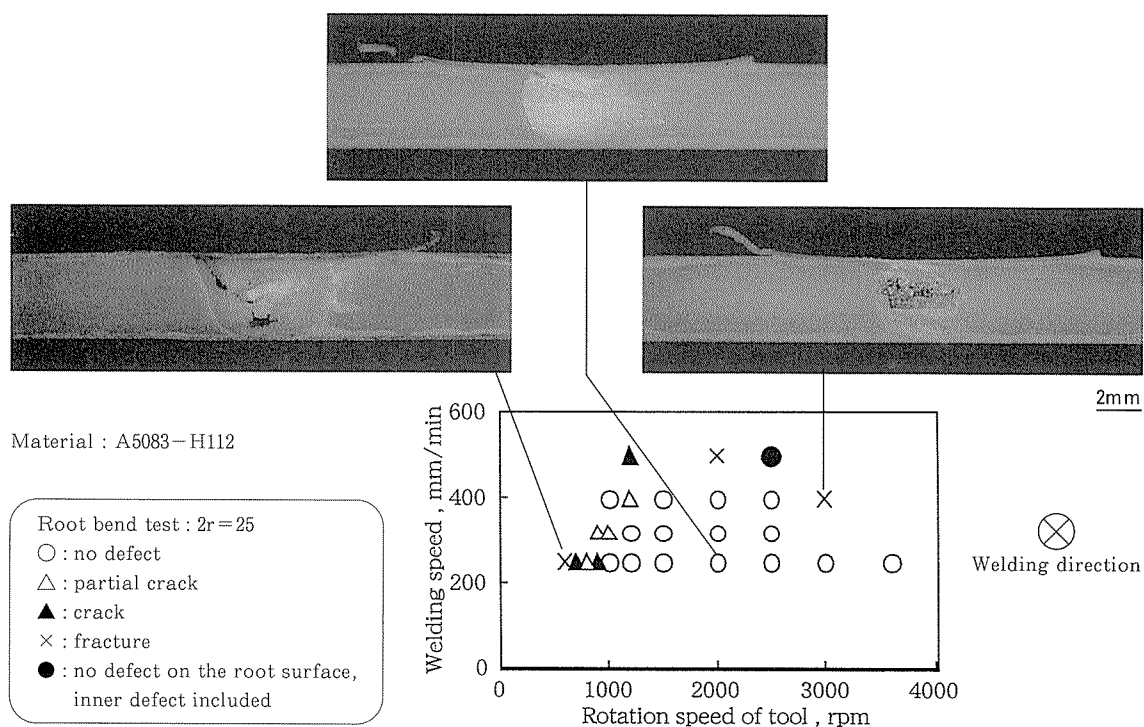 2mm
Material : A5083-H112
Root bend test : 2r=25
○ : no defect
△ : partial crack
▲ : crack
× : fracture
● : no defect on the root surface,
inner defect included
Welding speed , mm/min
600
400
200
0
0 1000 2000 3000 4000
Rotation speed of tool , rpm
Welding direction